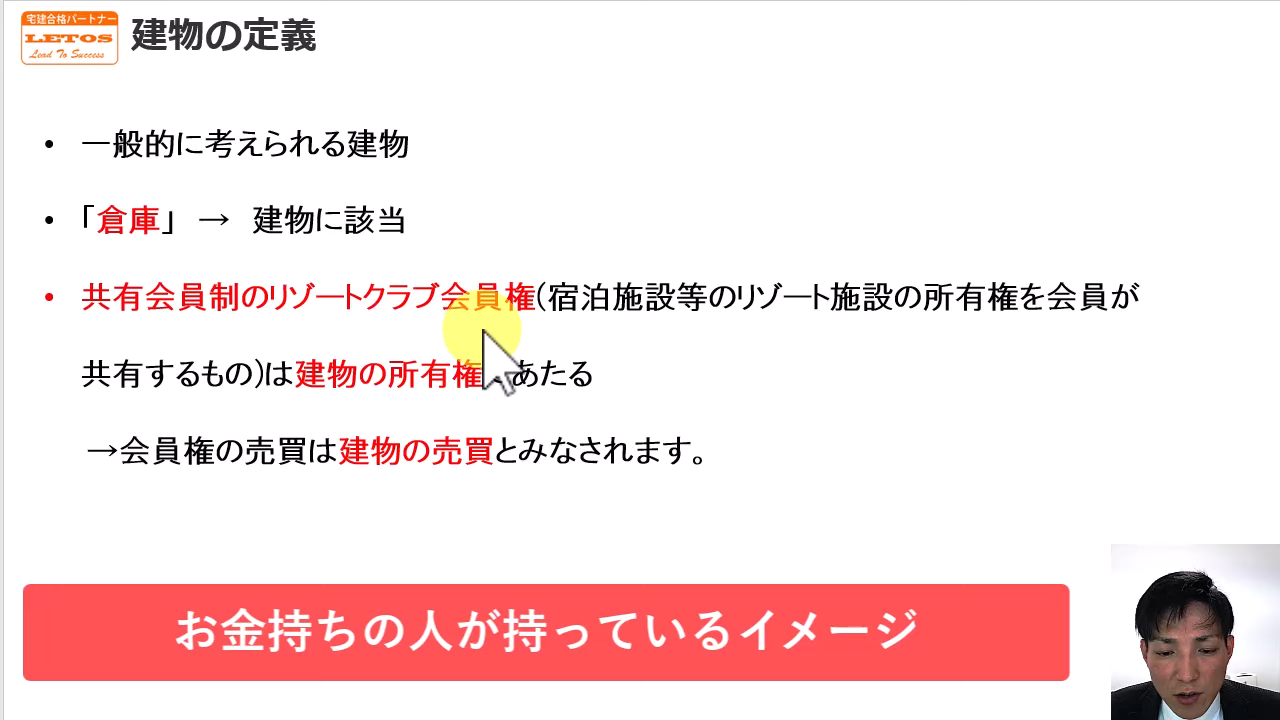 宅建合格パートナー
LETOS
Lead To Success
建物の定義
• 一般的に考えられる建物
• 「倉庫」 → 建物に該当
• 共有会員制のリゾートクラブ会員権(宿泊施設等のリゾート施設の所有権を会員が
共有するもの)は建物の所有権 あたる
→会員権の売買は建物の売買とみなされます。
お金持ちの人が持っているイメージ